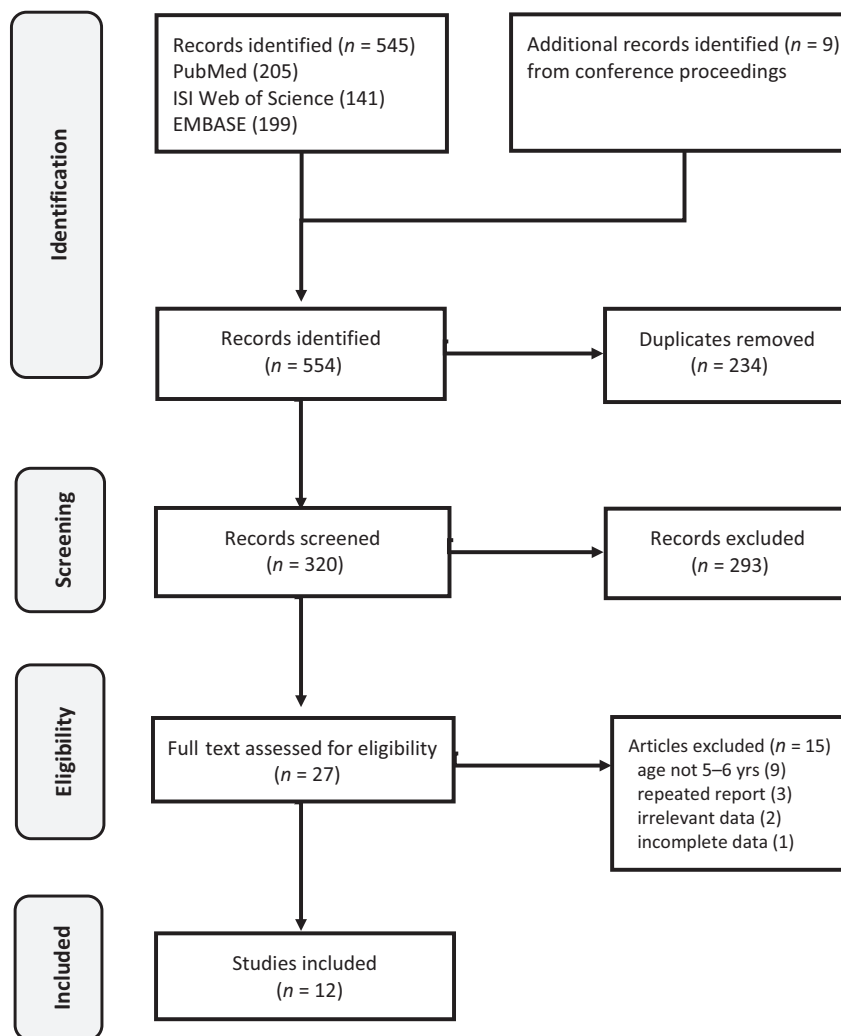 Identification
Records identified (n = 545)
PubMed (205)
ISI Web of Science (141)
EMBASE (199)
Additional records identified (n = 9)
from conference proceedings
Records identified
(n = 554)
Duplicates removed
(n = 234)
Screening
Records screened
(n = 320)
Records excluded
(n = 293)
Eligibility
Full text assessed for eligibility
(n = 27)
Articles excluded (n = 15)
age not 5–6 yrs (9)
repeated report (3)
irrelevant data (2)
incomplete data (1)
Included
Studies included
(n = 12)